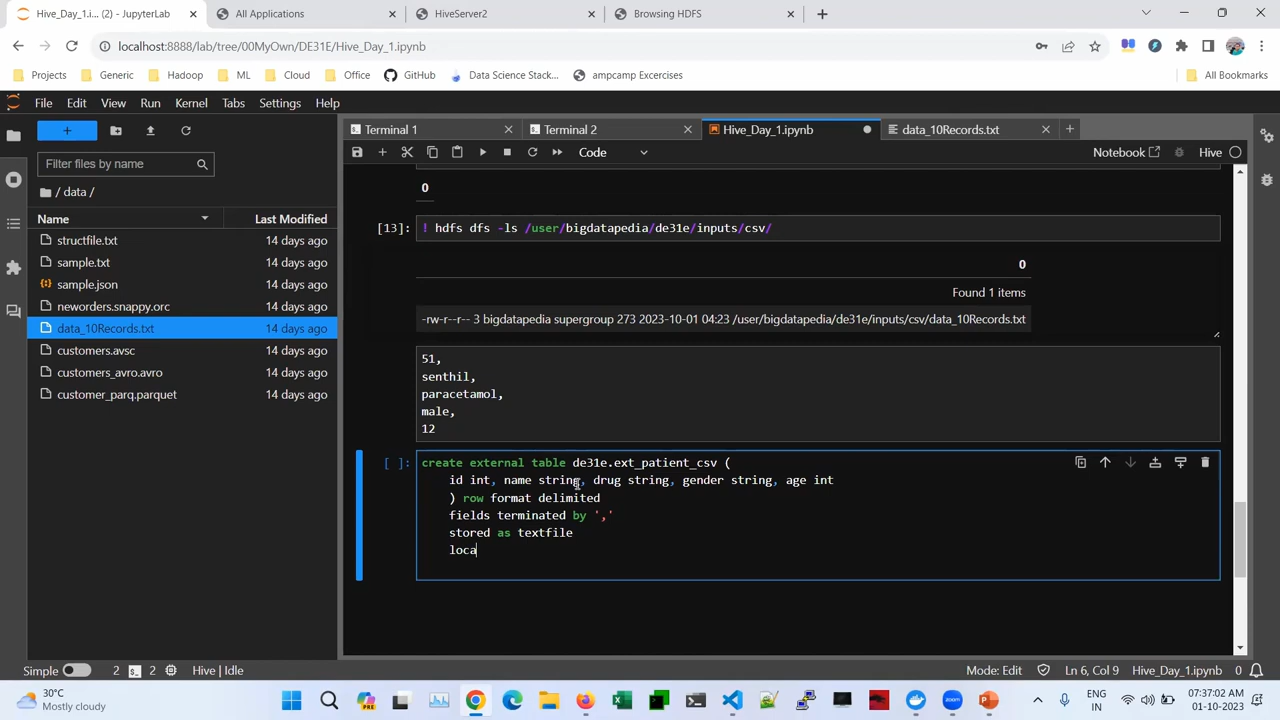 Hive_Day_1.i... (2) - JupyterLab
All Applications
HiveServer2
Browsing HDFS
localhost:8888/lab/tree/00MyOwn/DE31E/Hive_Day_1.ipynb
Projects Generic Hadoop ML Cloud Office GitHub Data Science Stack... ampcamp Excercises All Bookmarks
File Edit View Run Kernel Tabs Settings Help
Terminal 1 Terminal 2 Hive_Day_1.ipynb data_10Records.txt
Code Notebook Hive
Filter files by name
/ data /
Name Last Modified
structfile.txt 14 days ago
sample.txt 14 days ago
sample.json 14 days ago
neworders.snappy.orc 14 days ago
data_10Records.txt 14 days ago
customers.avsc 14 days ago
customers_avro.avro 14 days ago
customer_parq.parquet 14 days ago
0
[13]: ! hdfs dfs -ls /user/bigdatapedia/de31e/inputs/csv/
0
Found 1 items
-rw-r--r-- 3 bigdatapedia supergroup 273 2023-10-01 04:23 /user/bigdatapedia/de31e/inputs/csv/data_10Records.txt
51,
senthil,
paracetamol,
male,
12
[ ]: create external table de31e.ext_patient_csv (
id int, name string, drug string, gender string, age int
) row format delimited
fields terminated by ','
stored as textfile
loca
Simple 2 2 Hive | Idle Mode: Edit Ln 6, Col 9 Hive_Day_1.ipynb 0
30°C
Mostly cloudy
PRE
zoom
ENG
IN
07:37:02 AM
01-10-2023